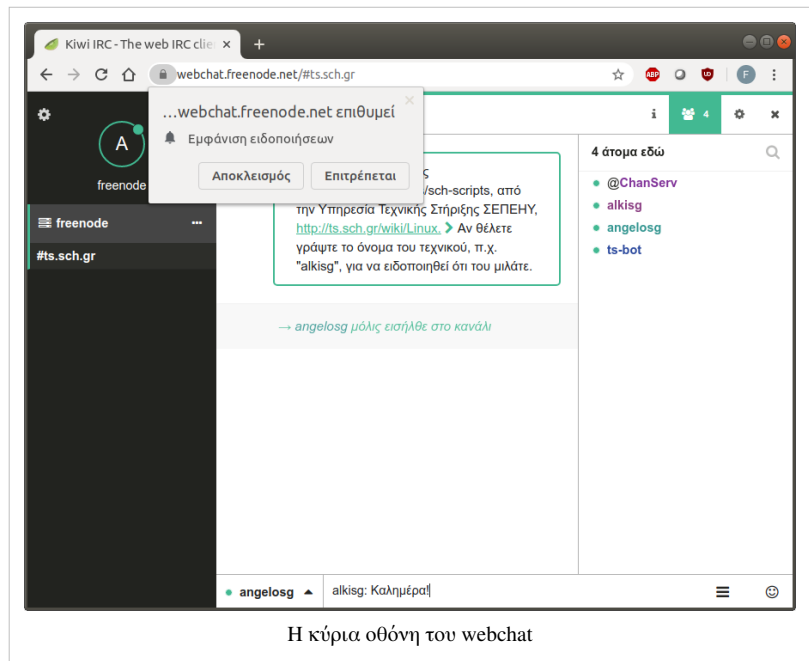 Kiwi IRC - The web IRC clie
webchat.freenode.net/#ts.sch.gr
ABP
F
...webchat.freenode.net επιθυμεί
Εμφάνιση ειδοποιήσεων
Αποκλεισμός
Επιτρέπεται
A
freenode
freenode
#ts.sch.gr
i
4
ς
/sch-scripts, από
την Υπηρεσία Τεχνικής Στήριξης ΣΕΠΕΗΥ,
http://ts.sch.gr/wiki/Linux. Αν θέλετε
γράψτε το όνομα του τεχνικού, π.χ.
"alkisg", για να ειδοποιηθεί ότι του μιλάτε.
→ angelosg μόλις εισήλθε στο κανάλι
4 άτομα εδώ
@ChanServ
alkisg
angelosg
ts-bot
angelosg
alkisg: Καλημέρα!
Η κύρια οθόνη του webchat